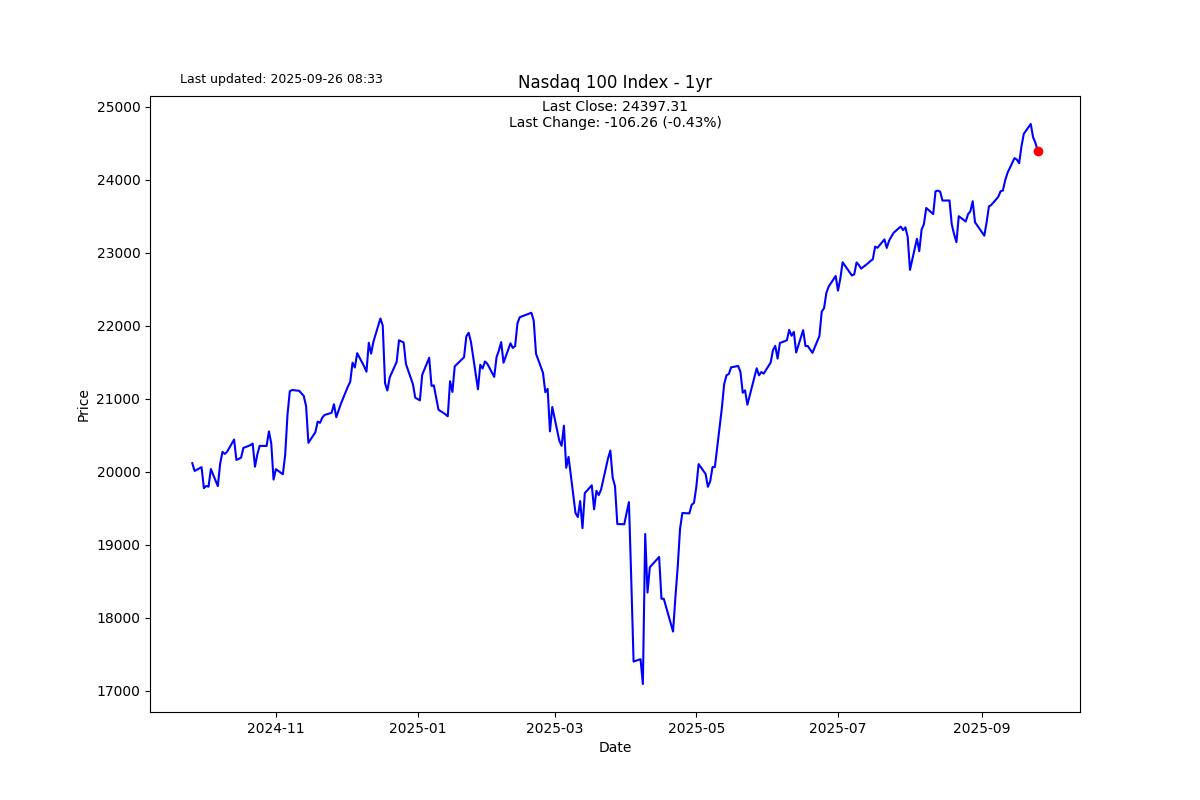 Last updated: 2025-09-26 08:33
Nasdaq 100 Index - 1yr
Last Close: 24397.31
Last Change: -106.26 (-0.43%)
25000
24000
23000
22000
21000
20000
19000
18000
17000
Price
2024-11
2025-01
2025-03
2025-05
2025-07
2025-09
Date